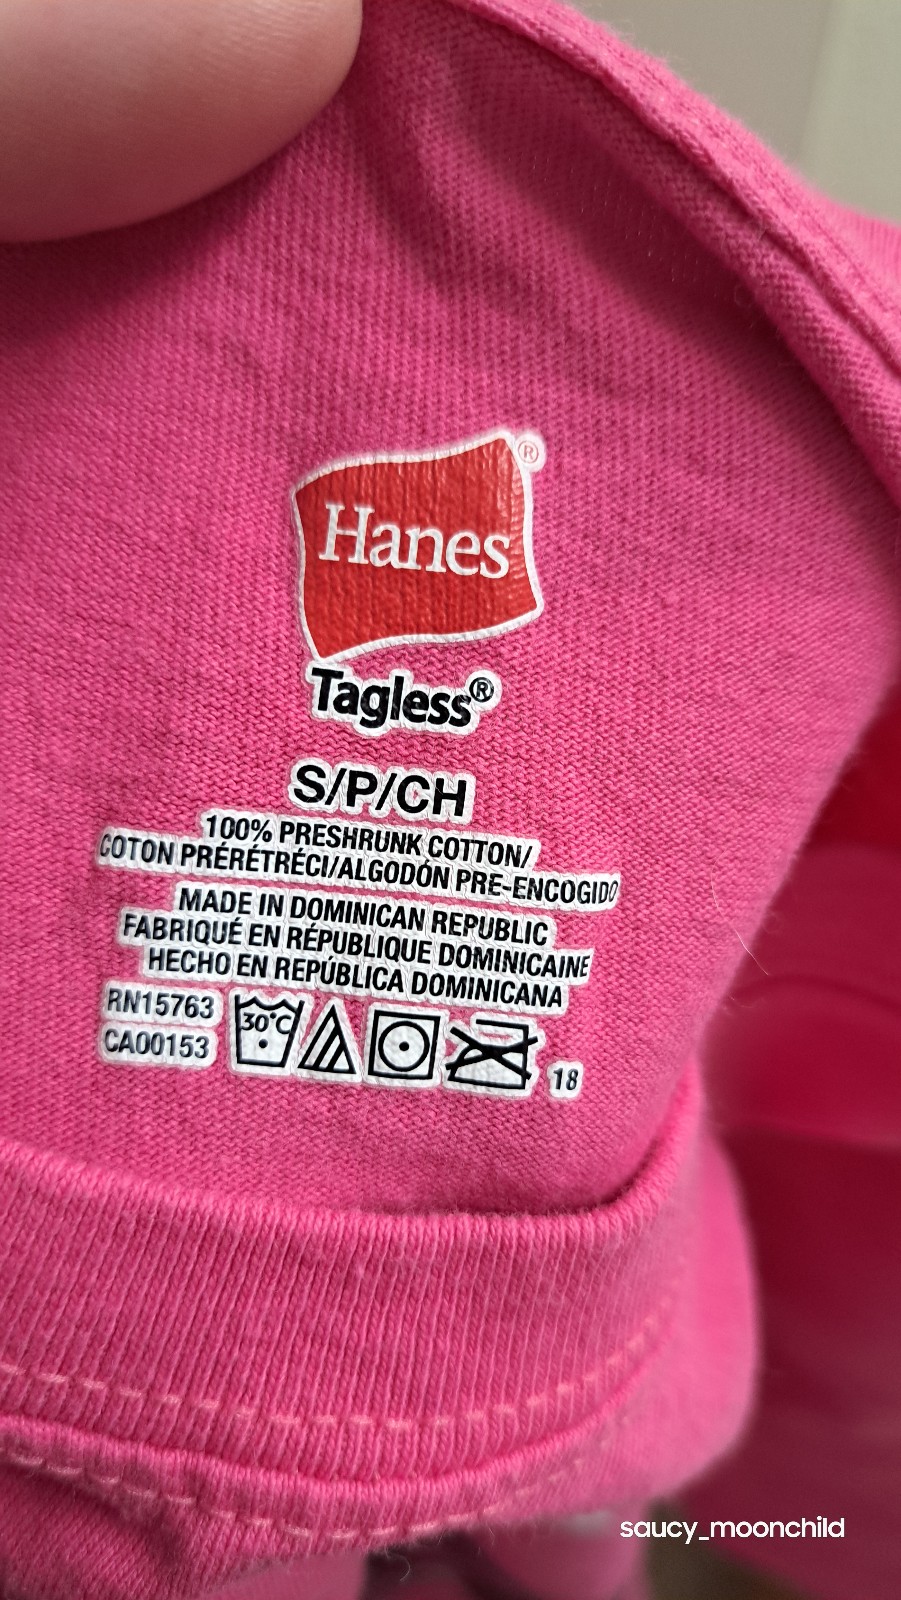 Hanes®
Tagless®
S/P/CH
100% PRESHRUNK COTTON/
COTON PRÉRÉTRÉCI/ALGODÓN PRE-ENCOGIDO
MADE IN DOMINICAN REPUBLIC
FABRIQUÉ EN RÉPUBLIQUE DOMINICAINE
HECHO EN REPÚBLICA DOMINICANA
RN15763
CA00153
30°C
18
saucy_moonchild